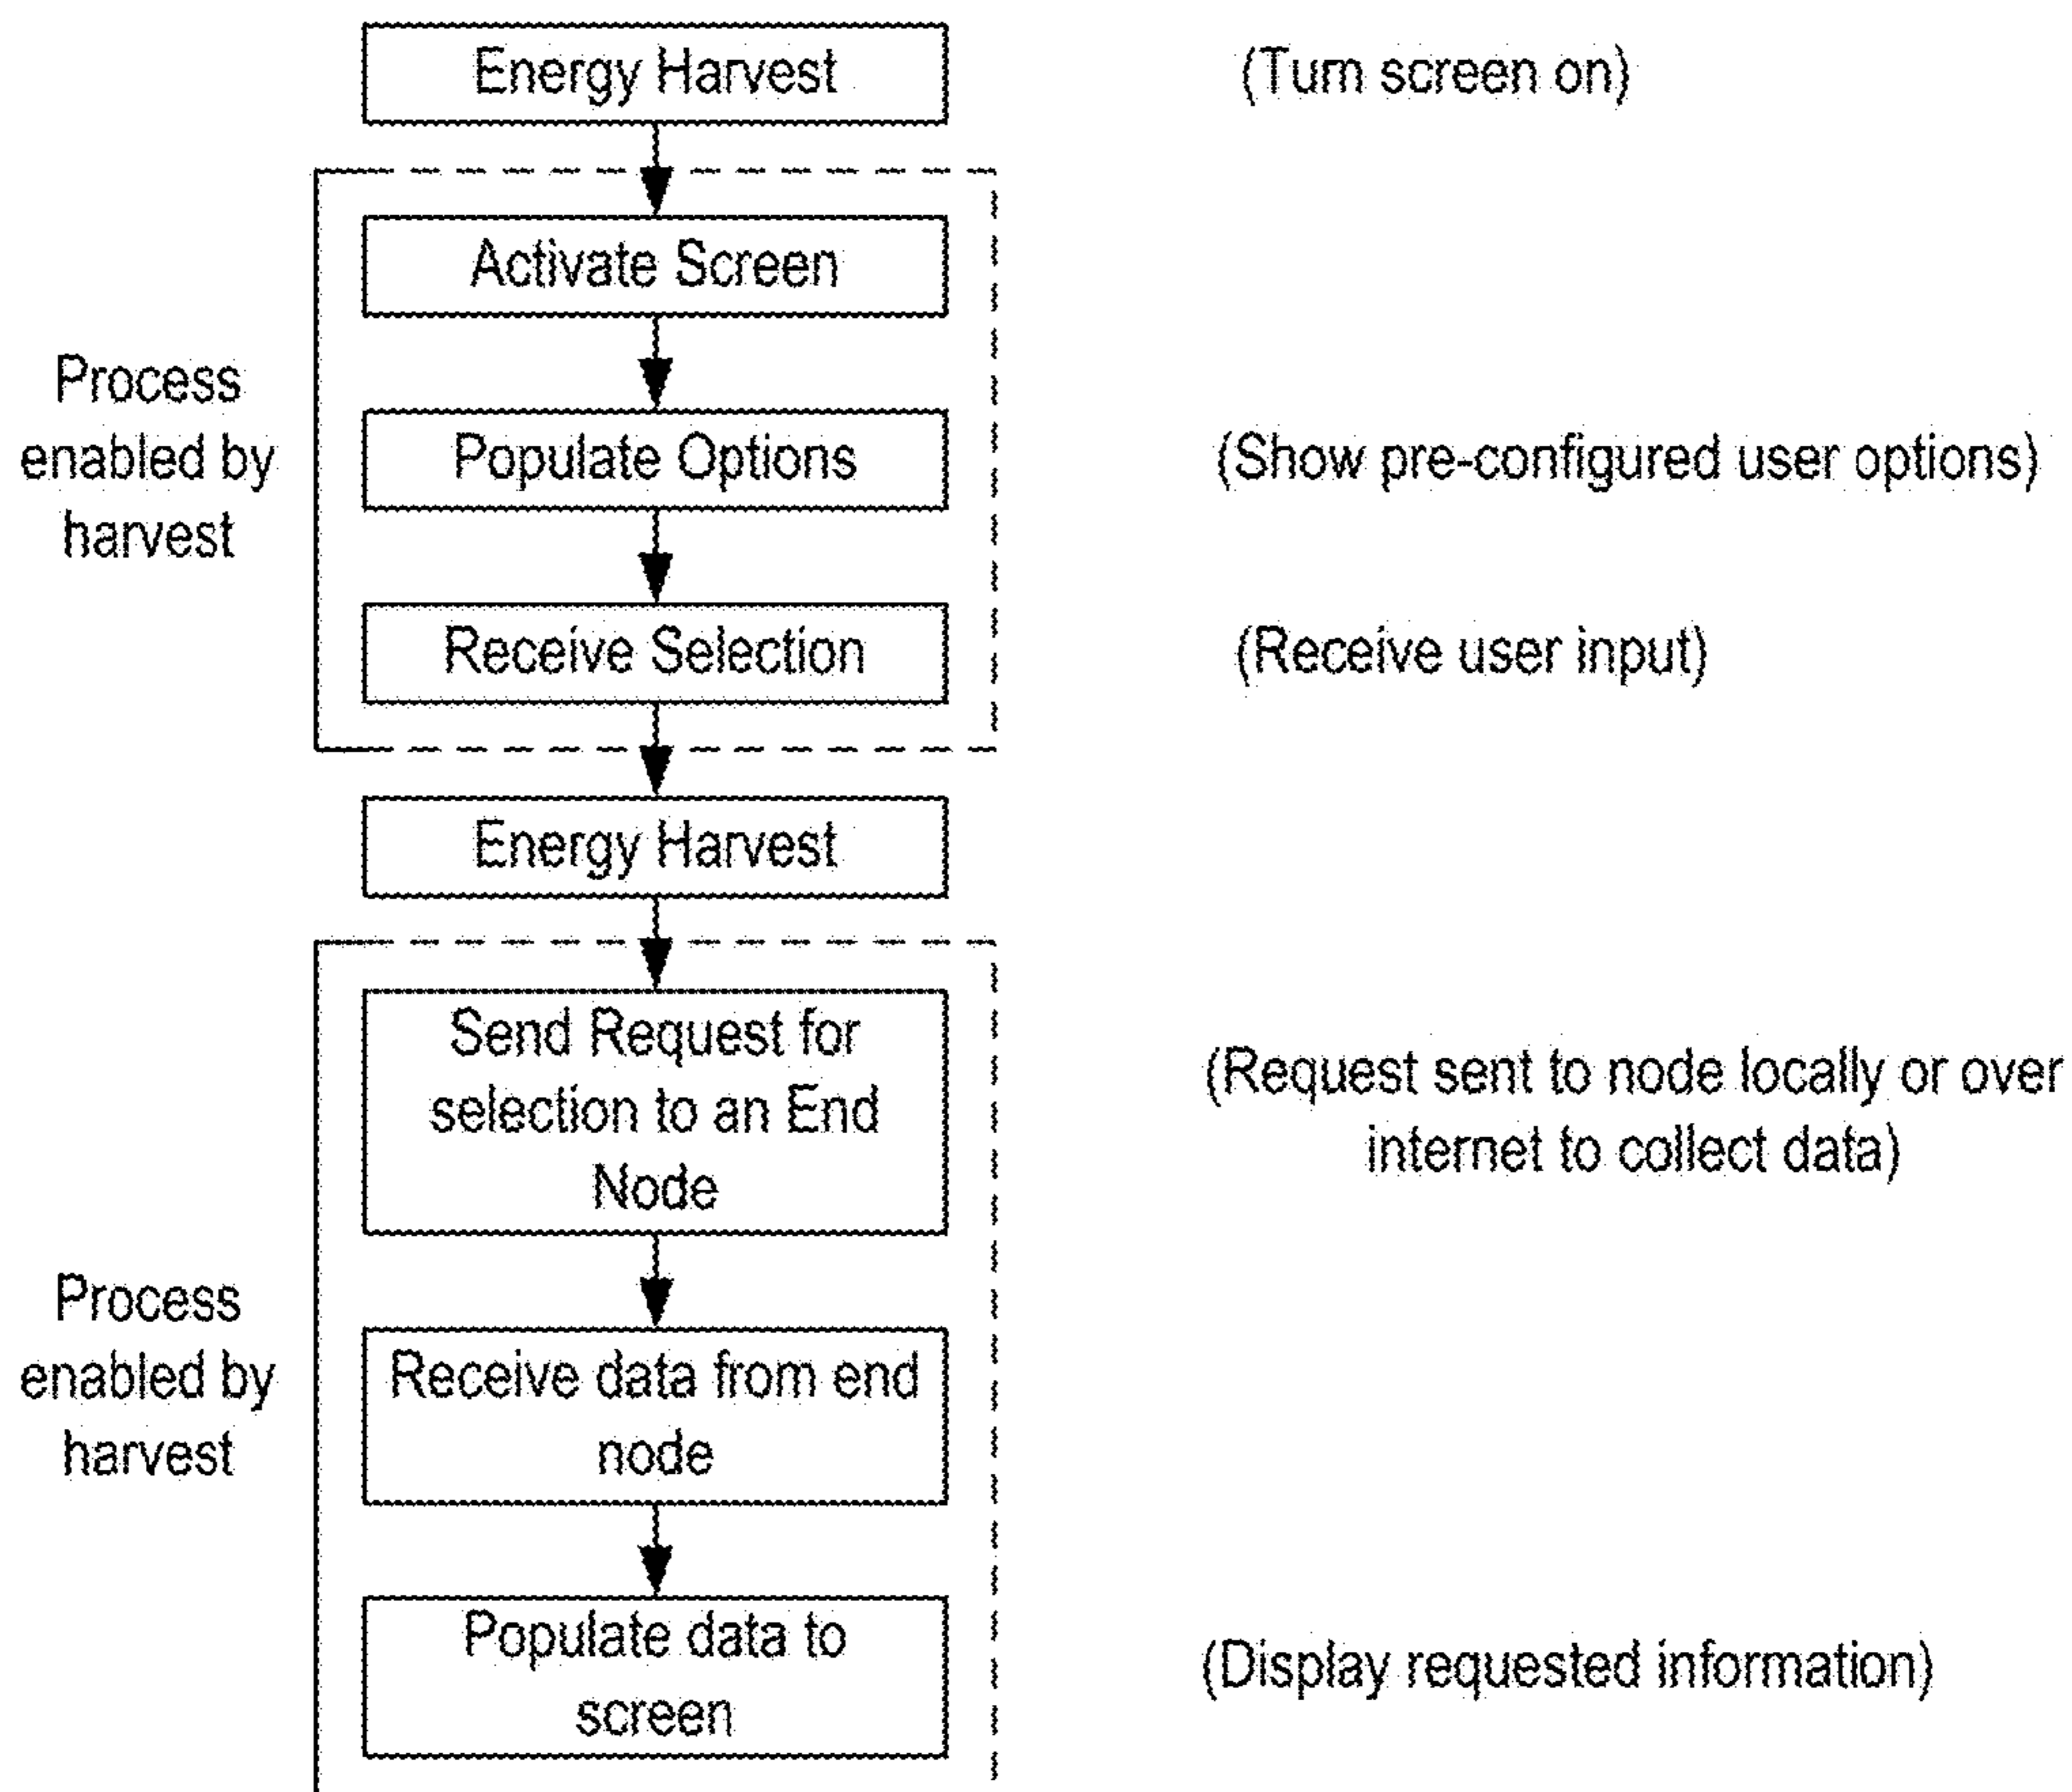 Energy Harvest
(Turn screen on)
Activate Screen
Process
enabled by
harvest
Populate Options
(Show pre-configured user options)
Receive Selection
(Receive user input)
Energy Harvest
Send Request for
selection to an End
Node
(Request sent to node locally or over
internet to collect data)
Process
enabled by
harvest
Receive data from end
node
Populate data to
screen
(Display requested information)